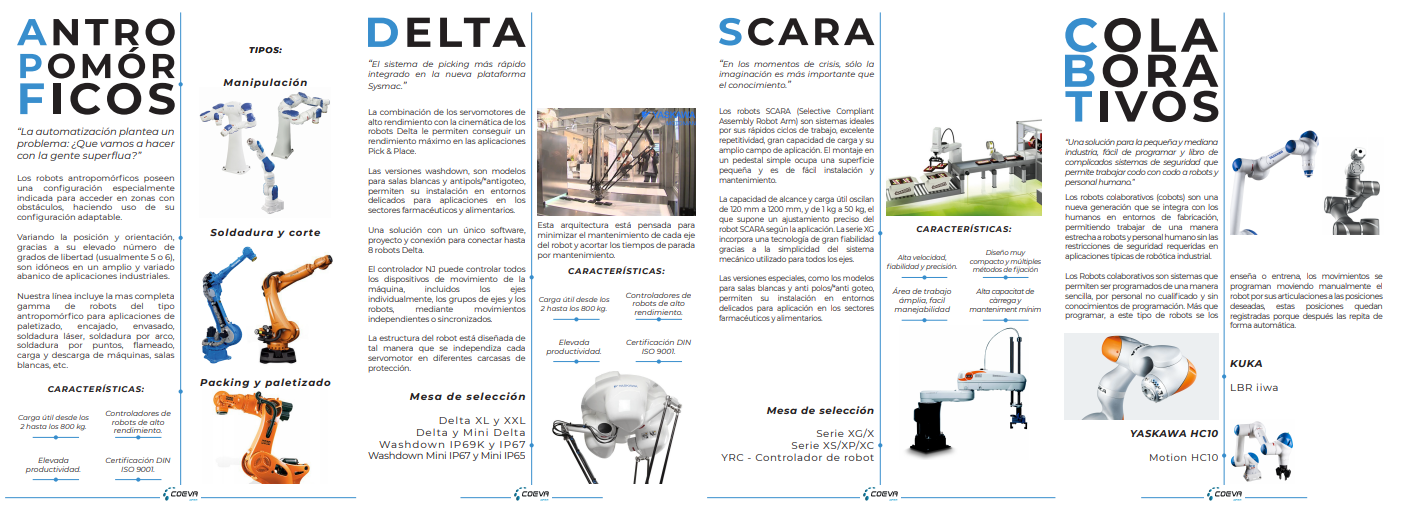 ANTRO
POMÓR
FICOS
“La automatización plantea un
problema: ¿Que vamos a hacer
con la gente superflua?”
Los robots antropomórficos poseen
una configuración especialmente
indicada para acceder en zonas con
obstáculos, haciendo uso de su
configuración adaptable.
Variando la posición y orientación,
gracias a su elevado número de
grados de libertad (usualmente 5 o 6),
son idóneos en un amplio y variado
abanico de aplicaciones industriales.
Nuestra línea incluye la mas completa
gamma de robots del tipo
antropomórfico para aplicaciones de
paletizado, encajado, envasado,
soldadura láser, soldadura por arco,
soldadura por puntos, flameado,
carga y descarga de máquinas, salas
blancas, etc.
CARACTERÍSTICAS:
Carga útil desde los
2 hasta los 800 kg.
Controladores de
robots de alto
rendimiento.
Elevada
productividad.
Certificación DIN
ISO 9001.
TIPOS:
Manipulación
Soldadura y corte
Packing y paletizado
COEVA
DELTA
“El sistema de picking más rápido
integrado en la nueva plataforma
Sysmac.”
La combinación de los servomotores de
alto rendimiento con la cinemática de los
robots Delta le permiten conseguir un
rendimiento máximo en las aplicaciones
Pick & Place.
Las versiones washdown, son modelos
para salas blancas y antipols/"antigoteo,
permiten su instalación en entornos
delicados para aplicaciones en los
sectores farmacéuticos y alimentarios.
Una solución con un único software,
proyecto y conexión para conectar hasta
8 robots Delta.
El controlador NJ puede controlar todos
los dispositivos de movimiento de la
máquina, incluidos los ejes
individualmente, los grupos de ejes y los
robots, mediante movimientos
independientes o sincronizados.
La estructura del robot está diseñada de
tal manera que se independiza cada
servomotor en diferentes carcasas de
protección.
Mesa de selección
Delta XL y XXL
Delta y Mini Delta
Washdown IP69K y IP67
Washdown Mini IP67 y Mini IP65
Esta arquitectura está pensada para
minimizar el mantenimiento de cada eje
del robot y acortar los tiempos de parada
por mantenimiento.
CARACTERÍSTICAS:
Carga útil desde los
2 hasta los 800 kg.
Controladores de
robots de alto
rendimiento.
Elevada
productividad.
Certificación DIN
ISO 9001.
COEVA
SCARA
“En los momentos de crisis, sólo la
imaginación es más importante que
el conocimiento.”
Los robots SCARA (Selective Compliant
Assembly Robot Arm) son sistemas ideales
por sus rápidos ciclos de trabajo, excelente
repetitividad, gran capacidad de carga y su
amplio campo de aplicación. El montaje en
un pedestal simple ocupa una superficie
pequeña y es de fácil instalación y
mantenimiento.
La capacidad de alcance y carga útil oscilan
de 120 mm a 1200 mm, y de 1 kg a 50 kg, el
que supone un ajustamiento preciso del
robot SCARA según la aplicación. La serie XG
incorpora una tecnología de gran fiabilidad
gracias a la simplicidad del sistema
mecánico utilizado para todos los ejes.
Las versiones especiales, como los modelos
para salas blancas y anti polos/"anti goteo,
permiten su instalación en entornos
delicados para aplicación en los sectores
farmacéuticos y alimentarios.
Mesa de selección
Serie XG/X
Serie XS/XP/XC
YRC - Controlador de robot
CARACTERÍSTICAS:
Alta velocidad,
fiabilidad y precisión.
Diseño muy
compacto y múltiples
métodos de fijación
Área de trabajo
ámplia, facil
manejabilidad
Alta capacitat de
càrrega y
manteniment mínim
COEVA
COLA
BORA
TIVOS
“Una solución para la pequeña y mediana
industria, fácil de programar y libro de
complicados sistemas de seguridad que
permite trabajar codo con codo a robots y
personal humano.”
Los robots colaborativos (cobots) son una
nueva generación que se integra con los
humanos en entornos de fabricación,
permitiendo trabajar de una manera
estrecha a robots y personal humano sin las
restricciones de seguridad requeridas en
aplicaciones típicas de robótica industrial.
Los Robots colaborativos son sistemas que
permiten ser programados de una manera
sencilla, por personal no cualificado y sin
conocimientos de programación. Más que
programar, a este tipo de robots se los
enseña o entrena, los movimientos se
programan moviendo manualmente el
robot por sus articulaciones a las posiciones
deseadas, estas posiciones quedan
registradas porque después las repita de
forma automática.
KUKA
LBR iiwa
YASKAWA HC10
Motion HC10
COEVA